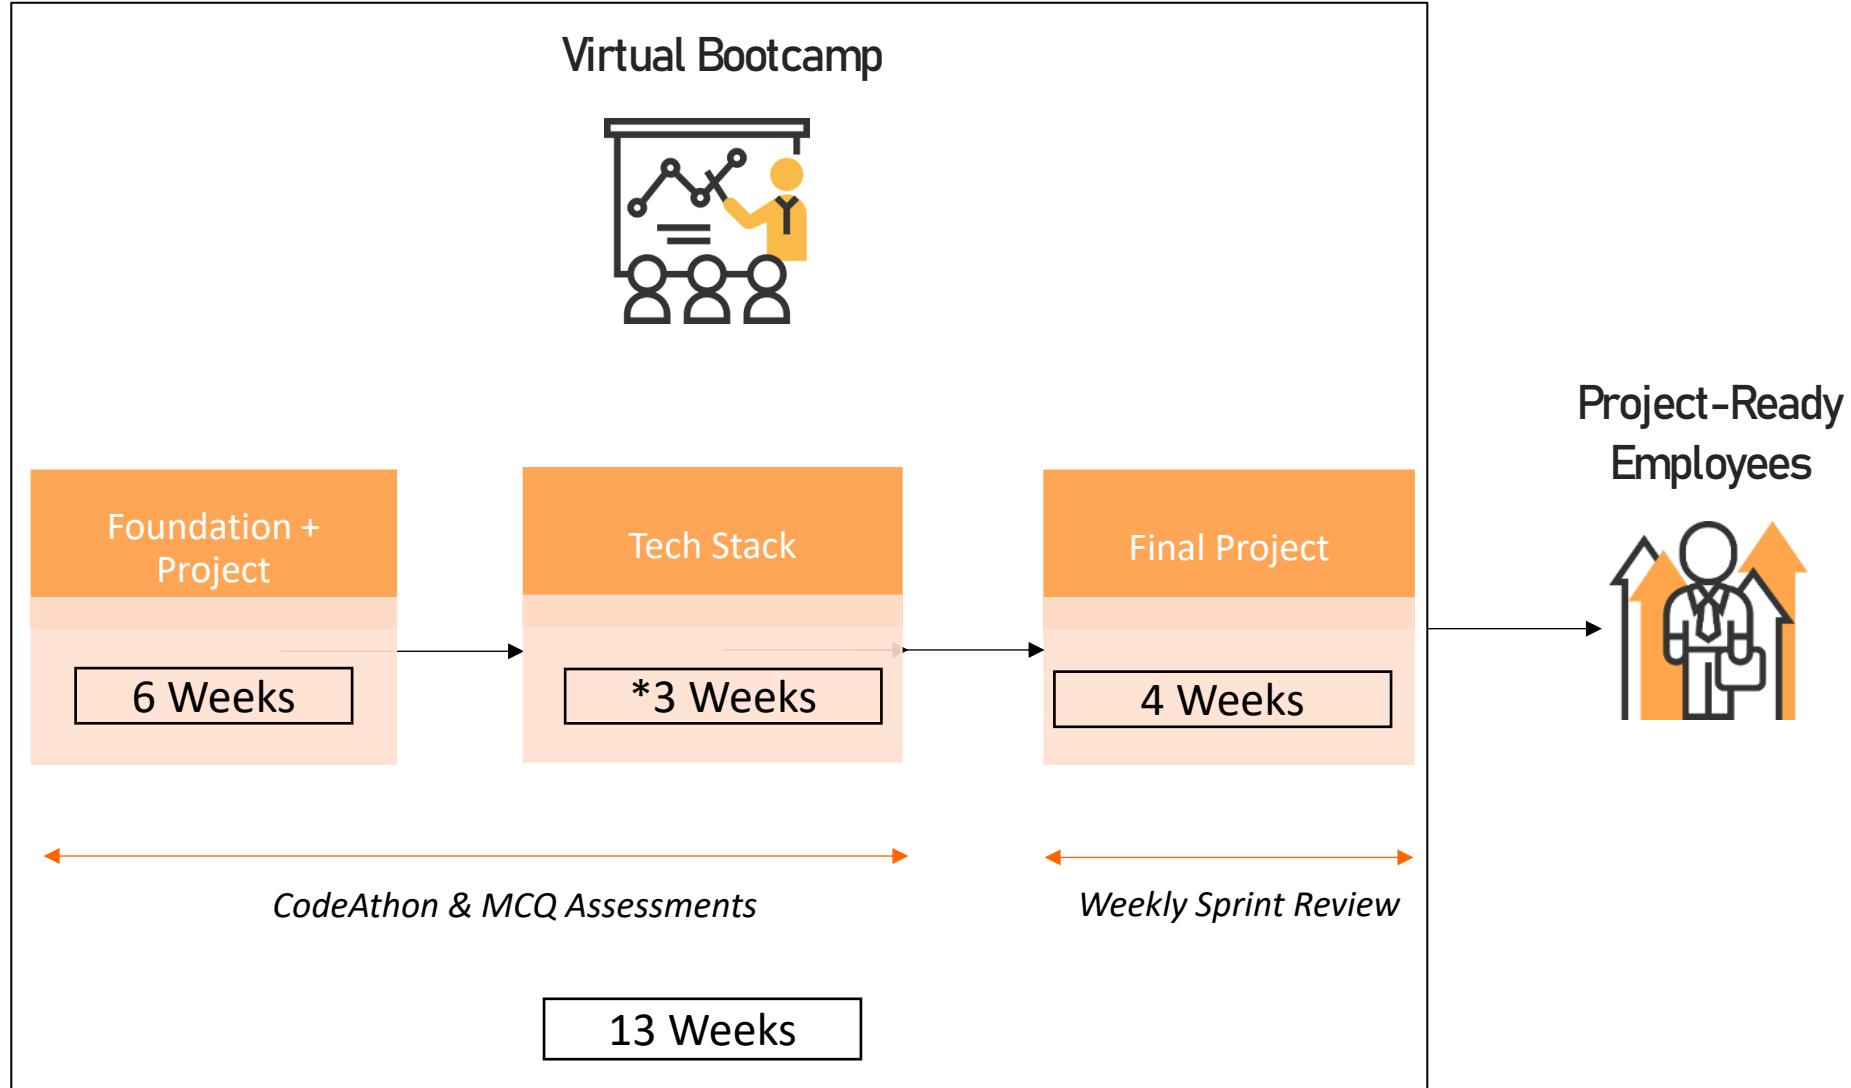 Virtual Bootcamp
Project-Ready
Employees
Foundation +
Project
Tech Stack
Final Project
6 Weeks
*3 Weeks
4 Weeks
CodeAthon & MCQ Assessments
Weekly Sprint Review
13 Weeks